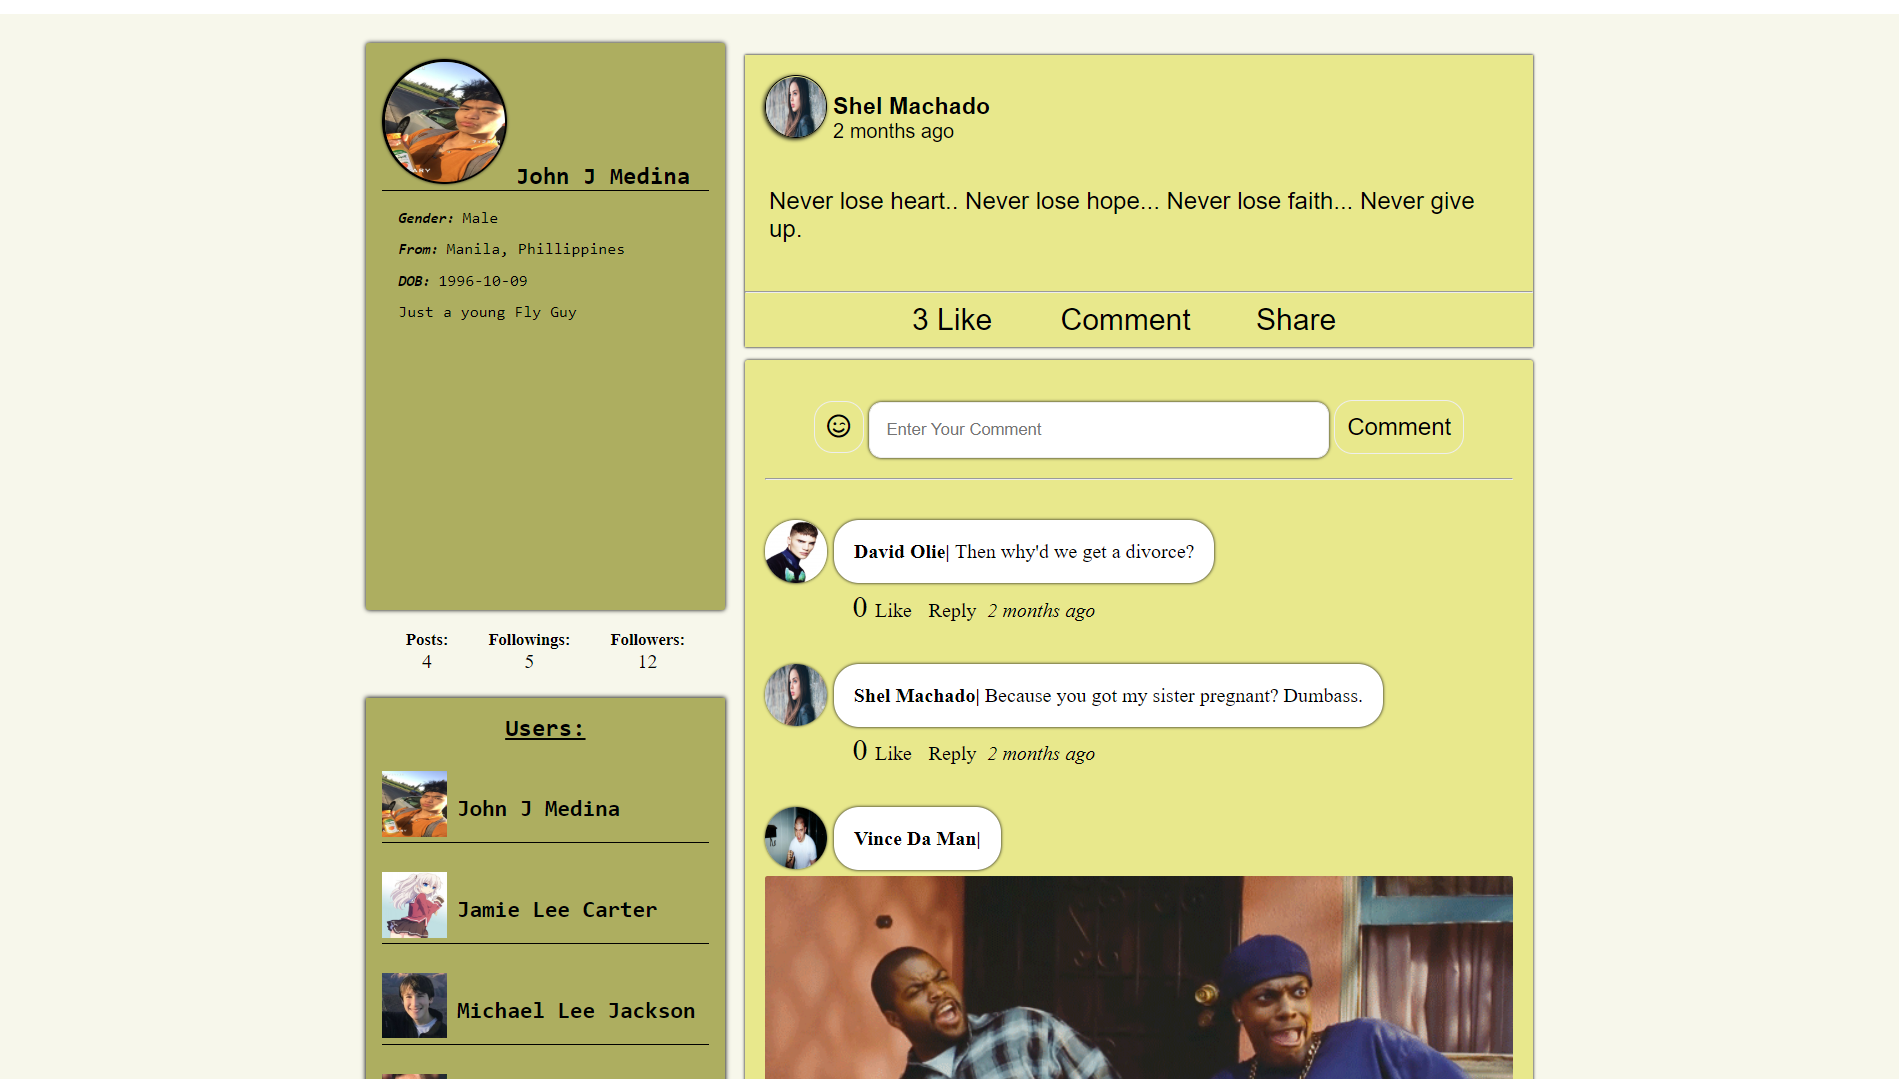 John J Medina
Gender: Male
From: Manila, Phillippines
DOB: 1996-10-09
Just a young Fly Guy
Posts: Followings: Followers:
4 5 12
Users:
John J Medina
Jamie Lee Carter
Michael Lee Jackson
Shel Machado
2 months ago
Never lose heart.. Never lose hope... Never lose faith... Never give
up.
3 Like Comment Share
Enter Your Comment Comment
David Olie| Then why'd we get a divorce?
0 Like Reply 2 months ago
Shel Machado| Because you got my sister pregnant? Dumbass.
0 Like Reply 2 months ago
Vince Da Man|